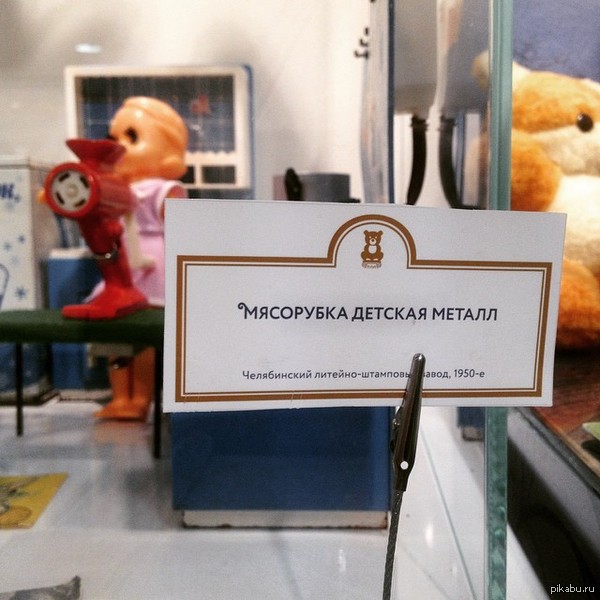 МЯСОРУБКА ДЕТСКАЯ МЕТАЛЛ
Челябинский литейно-штамповы завод, 1950-е
pikabu.ru